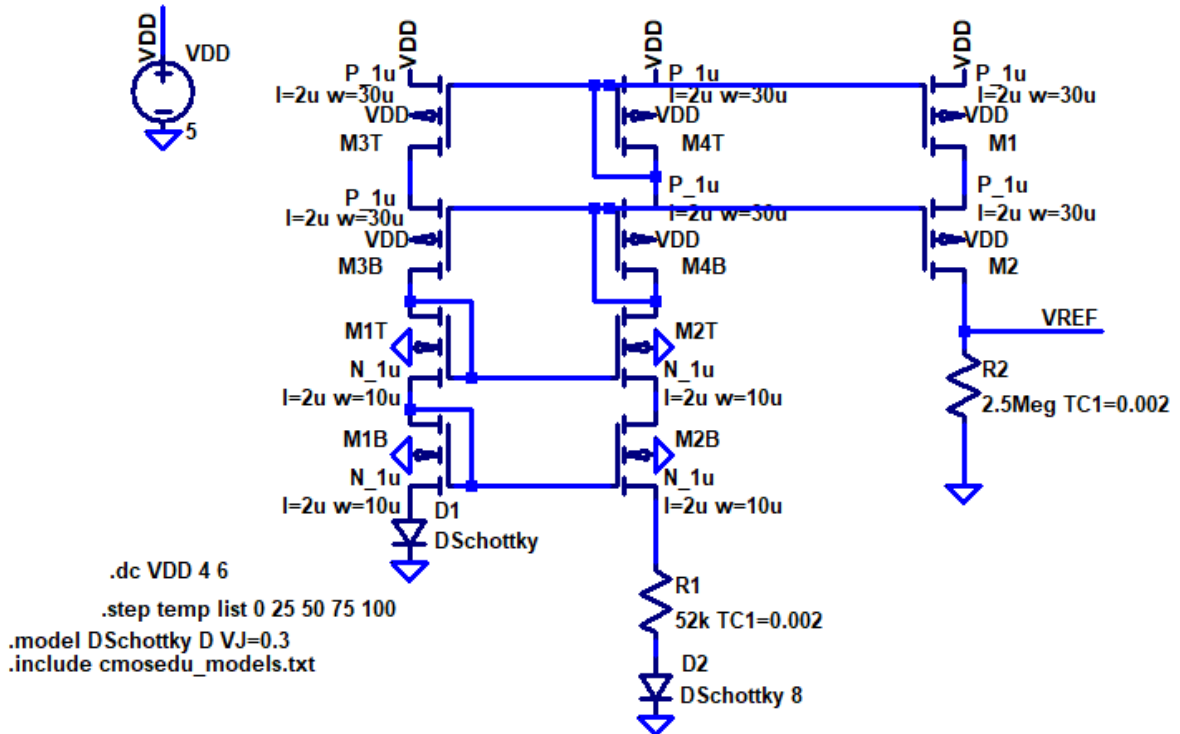 VDD
VDD
5
VDD
VDD
VDD
P_1u
l=2u w=30u
VDD
M3T
P_1u
l=2u w=30u
VDD
M4T
P_1u
l=2u w=30u
VDD
M1
P_1u
l=2u w=30u
VDD
M3B
P_1u
l=2u w=30u
VDD
M4B
P_1u
l=2u w=30u
VDD
M2
M1T
N_1u
l=2u w=10u
M2T
N_1u
l=2u w=10u
VREF
R2
2.5Meg TC1=0.002
M1B
N_1u
l=2u w=10u
M2B
N_1u
l=2u w=10u
D1
DSchottky
R1
52k TC1=0.002
D2
DSchottky 8
.dc VDD 4 6
.step temp list 0 25 50 75 100
.model DSchottky D VJ=0.3
.include cmosedu_models.txt